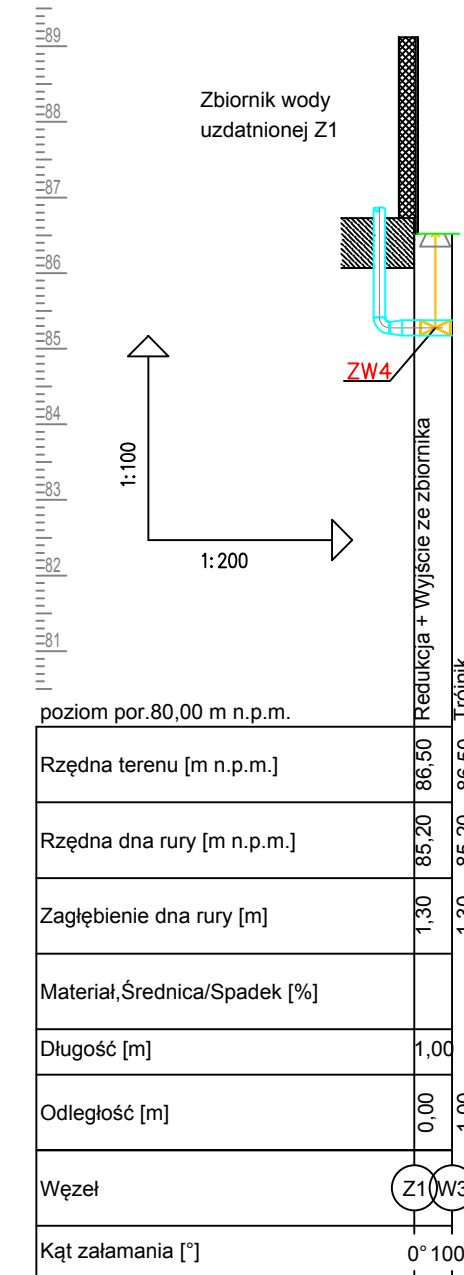 89
Zbiornik wody
uzdatnionej Z1
88
87
86
85
ZW4
84
1:100
83
1:200
82
81
Redukcja + Wyjście ze zbiornika
Trójnik
poziom por.80,00 m n.p.m.
Rzędna terenu [m n.p.m.] 86,50 86,50
Rzędna dna rury [m n.p.m.] 85,20 85,20
Zagłębienie dna rury [m] 1,30 1,30
Materiał,Średnica/Spadek [%]
Długość [m] 1,00
Odległość [m] 0,00 1,00
Węzeł Z1 W3
Kąt załamania [°] 0° 100